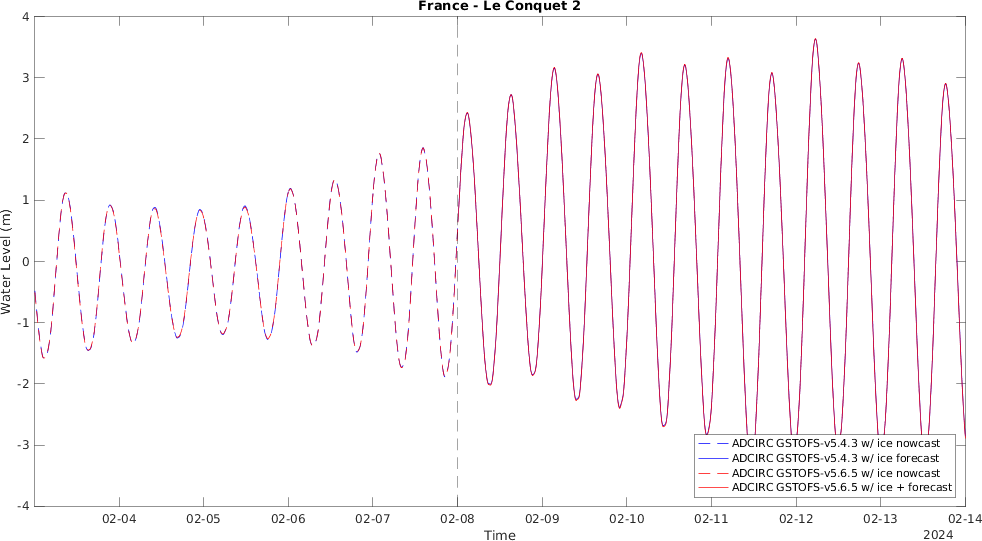 France - Le Conquet 2
Water Level (m)
4
3
2
1
0
-1
-2
-3
-4
ADCIRC GSTOFS-v5.4.3 w/ ice nowcast
ADCIRC GSTOFS-v5.4.3 w/ ice forecast
ADCIRC GSTOFS-v5.6.5 w/ ice nowcast
ADCIRC GSTOFS-v5.6.5 w/ ice + forecast
02-04 02-05 02-06 02-07 02-08 02-09 02-10 02-11 02-12 02-13 02-14
Time
2024